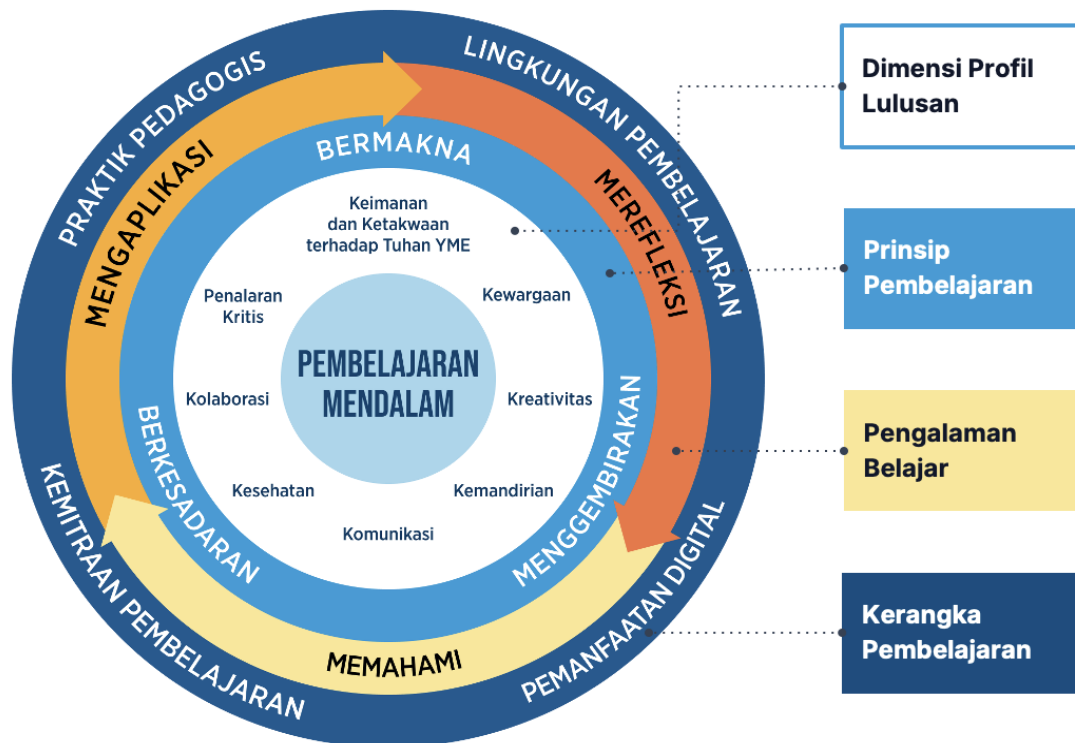 PRAKTIK PEDAGOGIS
LINGKUNGAN PEMBELAJARAN
PEMANFAATAN DIGITAL
KEMITRAAN PEMBELAJARAN
MENGAPLIKASI
MEREFLEKSI
MEMAHAMI
BERMAKNA
MENGGEMBIRAKAN
BERKESADARAN
Keimanan
dan Ketakwaan
terhadap Tuhan YME
Kewargaan
Kreativitas
Kemandirian
Komunikasi
Kesehatan
Kolaborasi
Penalaran
Kritis
PEMBELAJARAN
MENDALAM
Dimensi Profil
Lulusan
Prinsip
Pembelajaran
Pengalaman
Belajar
Kerangka
Pembelajaran